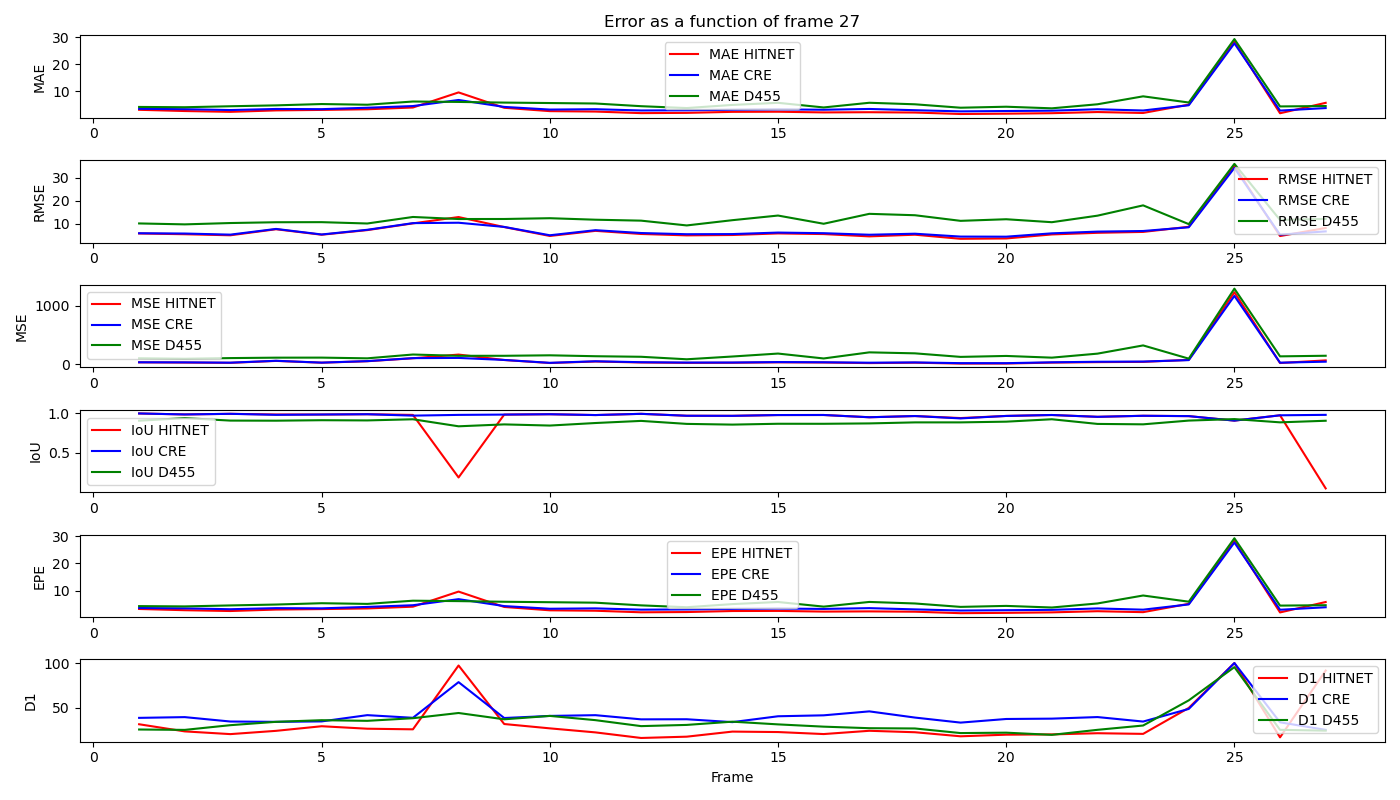 Error as a function of frame 27
MAE
30
20
10
MAE HITNET
MAE CRE
MAE D455
0 5 10 15 20 25
RMSE
30
20
10
RMSE HITNET
RMSE CRE
RMSE D455
0 5 10 15 20 25
MSE
1000
0
MSE HITNET
MSE CRE
MSE D455
0 5 10 15 20 25
IoU
1.0
0.5
IoU HITNET
IoU CRE
IoU D455
0 5 10 15 20 25
EPE
30
20
10
EPE HITNET
EPE CRE
EPE D455
0 5 10 15 20 25
D1
100
50
D1 HITNET
D1 CRE
D1 D455
0 5 10 15 20 25
Frame